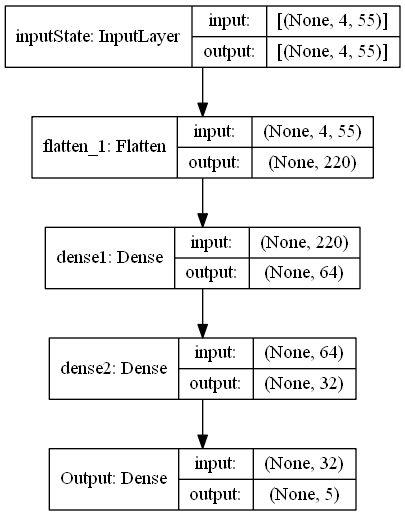 inputState: InputLayer input: [(None, 4, 55)]
output: [(None, 4, 55)]
flatten_1: Flatten input: (None, 4, 55)
output: (None, 220)
dense1: Dense input: (None, 220)
output: (None, 64)
dense2: Dense input: (None, 64)
output: (None, 32)
Output: Dense input: (None, 32)
output: (None, 5)